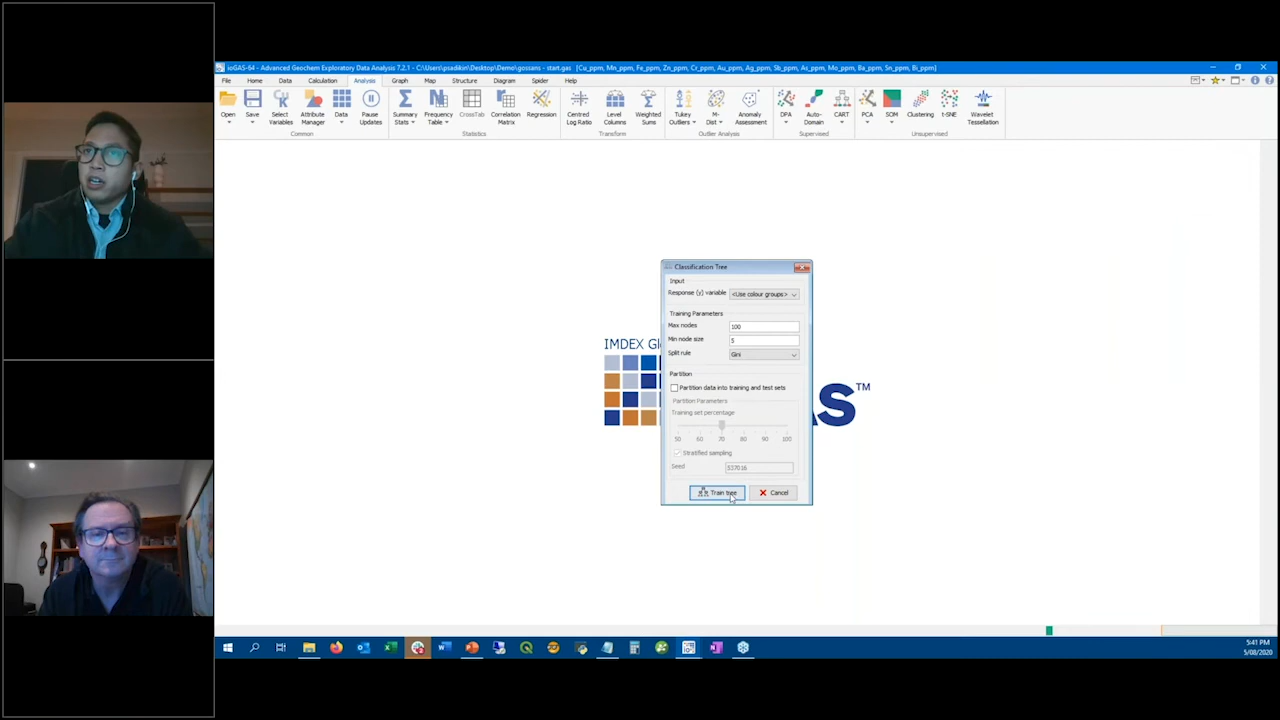 ioGAS-64 - Advanced Geochem Exploratory Data Analysis 7.2.1 - C:\Users\psadikin\Desktop\Demo\gossans - start.gas [Cu_ppm, Mn_ppm, Fe_ppm, Zn_ppm, Cr_ppm, Au_ppm, Ag_ppm, Sb_ppm, As_ppm, Mo_ppm, Ba_ppm, Sn_ppm, Bi_ppm]
File Home Data Calculation Analysis Graph Map Structure Diagram Spider Help
Open Save Select Variables Attribute Manager Data Pause Updates Summary Stats Frequency Table CrossTab Correlation Matrix Regression Centred Log Ratio Level Columns Weighted Sums Tukey Outliers M-Dist Anomaly Assessment DPA Auto-Domain CART PCA SOM Clustering t-SNE Wavelet Tessellation
Common Statistics Transform Outlier Analysis Supervised Unsupervised
Classification Tree
Input
Response (y) variable <Use colour groups>
Training Parameters
Max nodes 100
Min node size 5
Split rule Gini
Partition
Partition data into training and test sets
Partition Parameters
Training set percentage
50 60 70 80 90 100
Stratified sampling
Seed 537016
Train tree Cancel
IMDEX
AS™
5:41 PM
5/08/2020